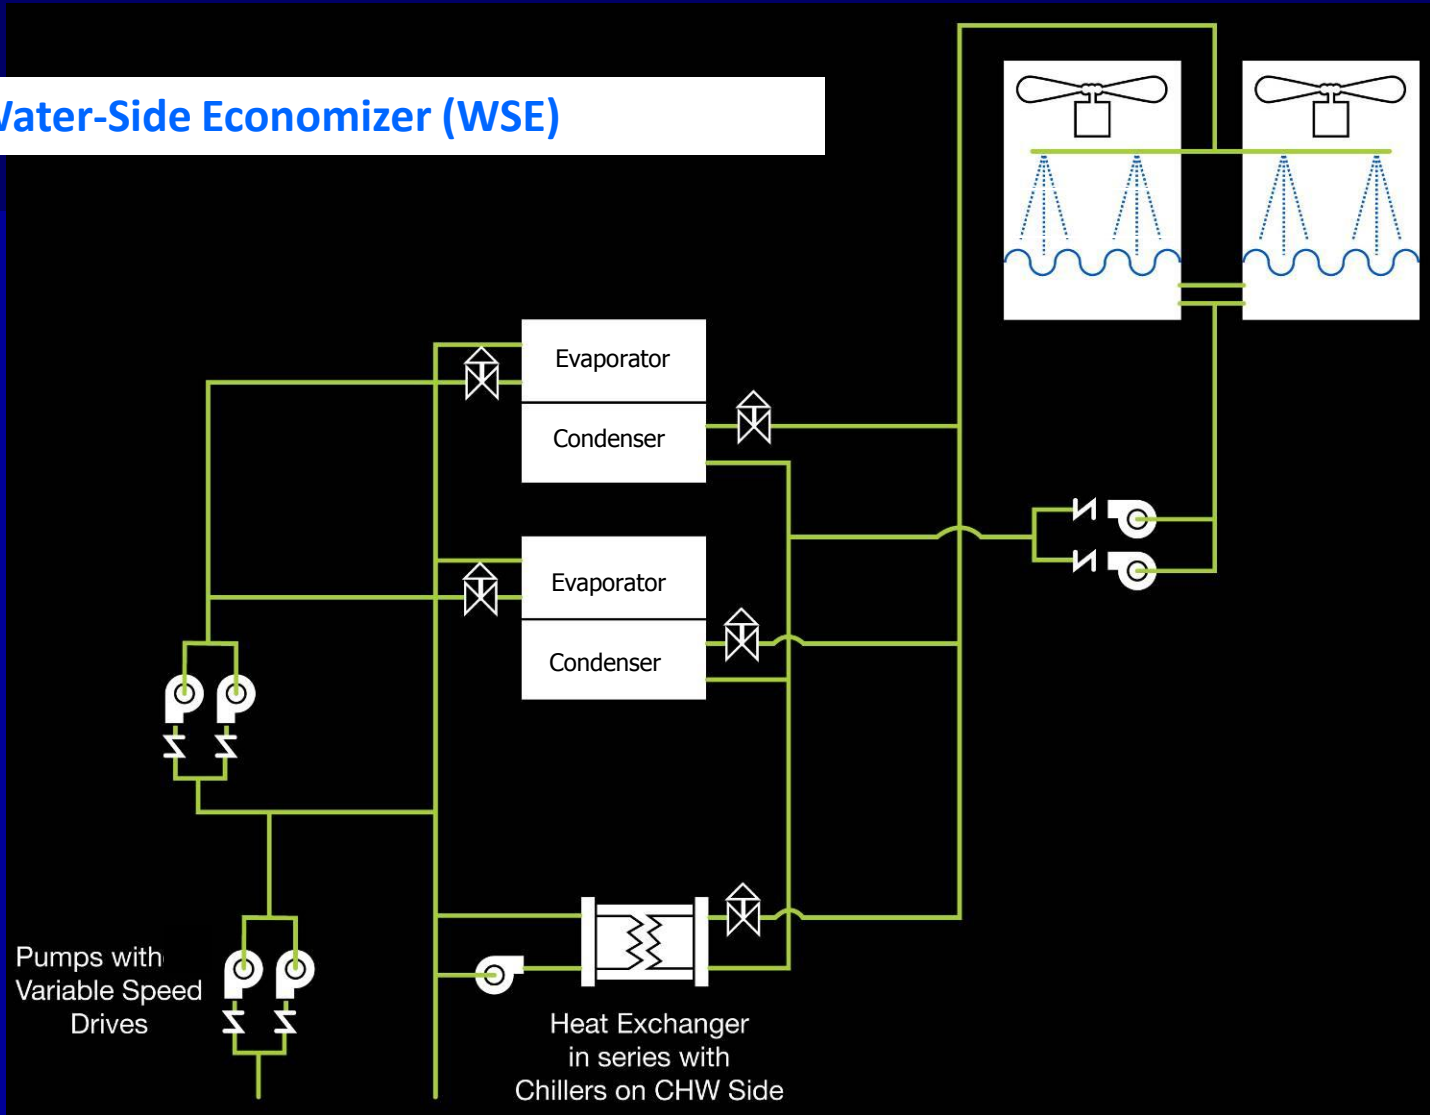 Water-Side Economizer (WSE)
Evaporator
Condenser
Evaporator
Condenser
Pumps with
Variable Speed
Drives
Heat Exchanger
in series with
Chillers on CHW Side